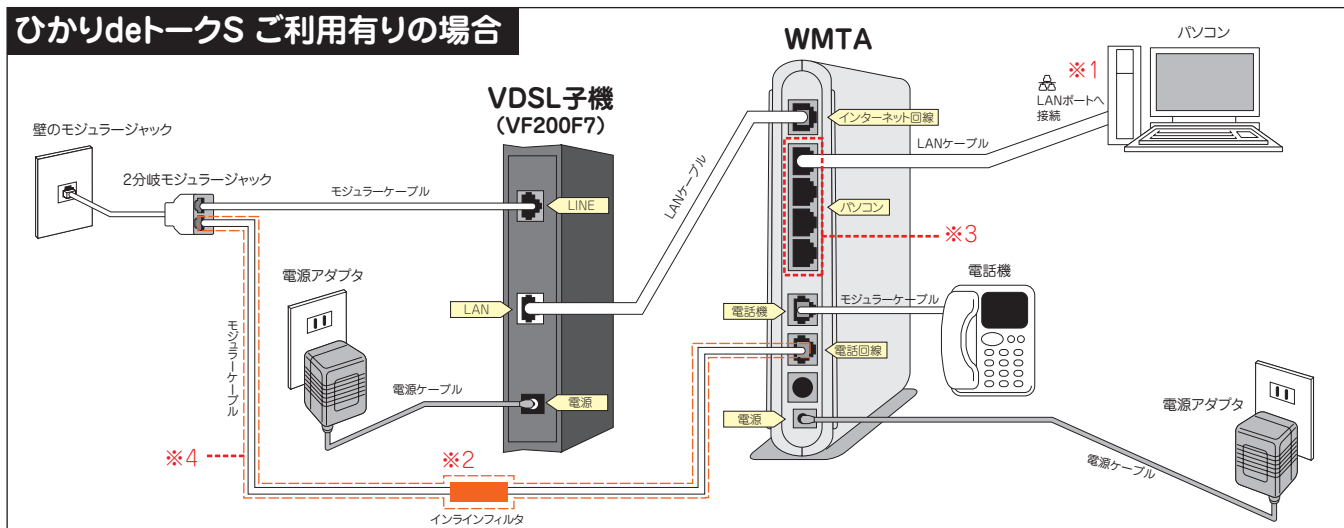 ひかりdeトークS ご利用有りの場合
壁のモジュラージャック
2分岐モジュラージャック
モジュラーケーブル
VDSL子機
(VF200F7)
LINE
LAN
電源
電源アダプタ
電源ケーブル
モジュラーケーブル
※4
※2
インラインフィルタ
LANケーブル
WMTA
インターネット回線
パソコン
※3
電話機
電話回線
電源
LANケーブル
※1
LANポートへ
接続
パソコン
モジュラーケーブル
電話機
電源アダプタ
電源ケーブル